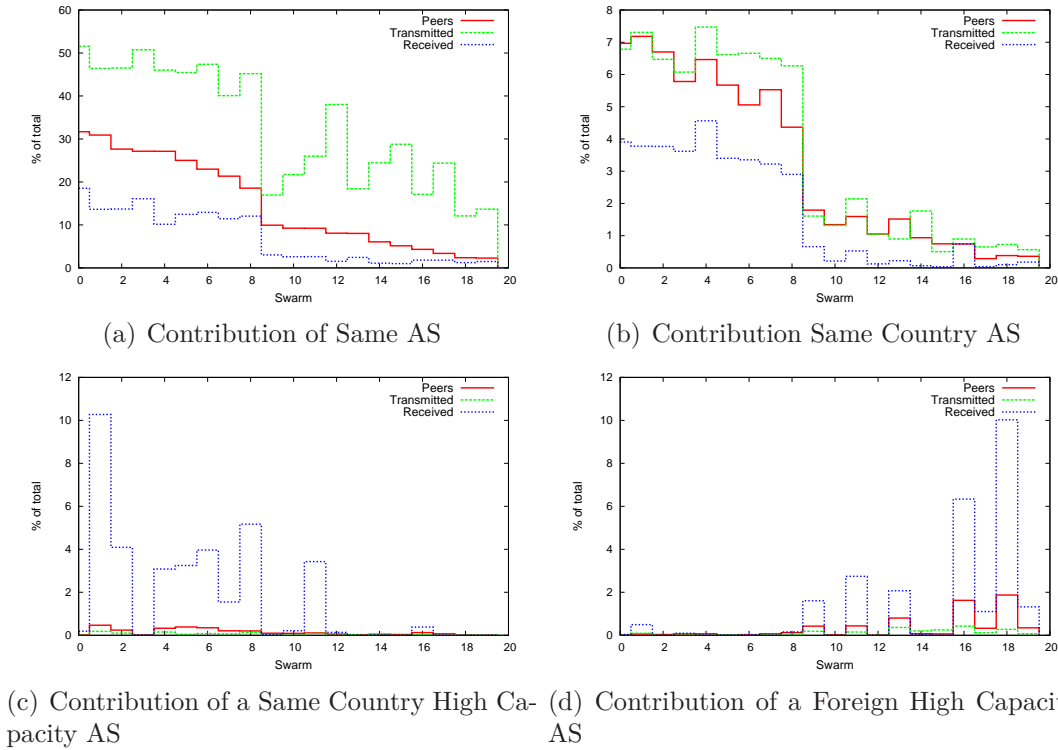 60
50
40
30
20
10
0
0 2 4 6 8 10 12 14 16 18 20
% of total
Swarm
Peers
Transmitted
Received
(a) Contribution of Same AS
8
7
6
5
4
3
2
1
0
0 2 4 6 8 10 12 14 16 18 20
% of total
Swarm
Peers
Transmitted
Received
(b) Contribution Same Country AS
12
10
8
6
4
2
0
0 2 4 6 8 10 12 14 16 18 20
% of total
Swarm
Peers
Transmitted
Received
(c) Contribution of a Same Country High Ca-
pacity AS
12
10
8
6
4
2
0
0 2 4 6 8 10 12 14 16 18 20
% of total
Swarm
Peers
Transmitted
Received
(d) Contribution of a Foreign High Capaci
AS